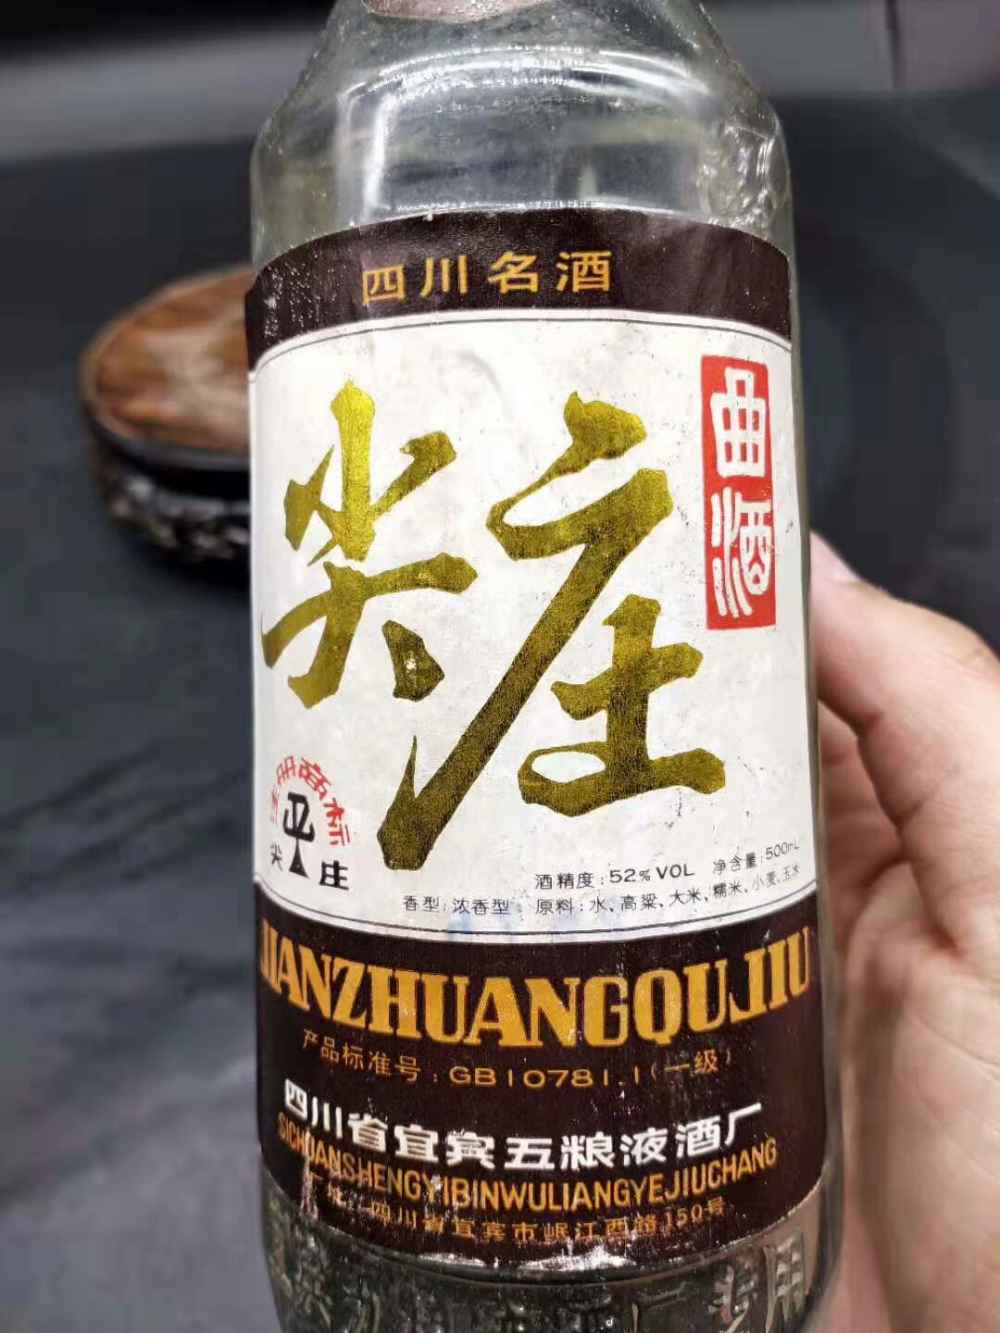 四川名酒
尖庄
曲酒
注册商标
尖庄
酒精度:52%VOL 净含量:500mL
香型:浓香型 原料:水、高粱、大米、糯米、小麦、玉米
JIANZHUANGQUJIU
产品标准号:GB10781.1(一级)
四川省宜宾五粮液酒厂
SICHUANSHENGYIBINWULIANGYEJIUCHANG
厂址:四川省宜宾市岷江西路150号
厂专用